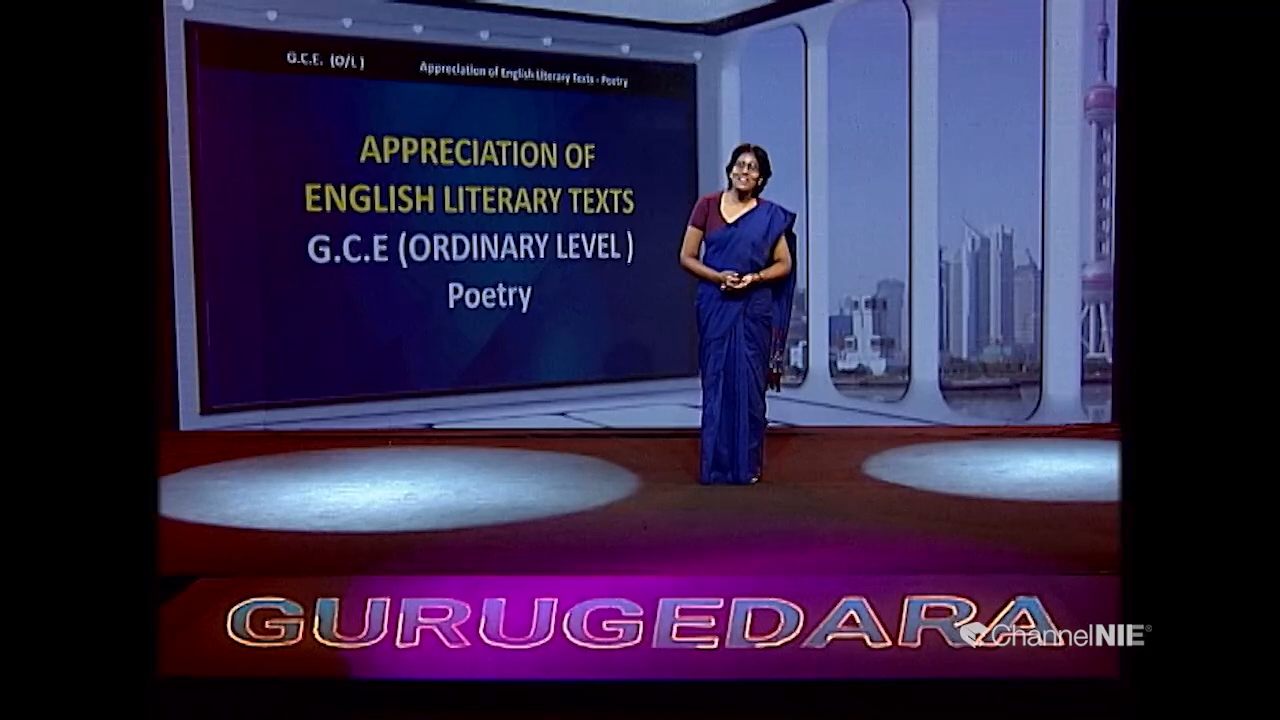 G.C.E. (O/L )
Appreciation of English Literary Texts - Poetry
APPRECIATION OF
ENGLISH LITERARY TEXTS
G.C.E (ORDINARY LEVEL )
Poetry
GURUGEDARA
ChannelNIE®